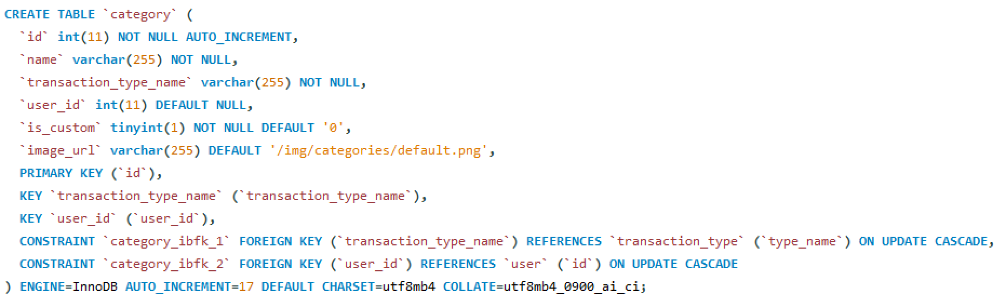 CREATE TABLE `category` (
  `id` int(11) NOT NULL AUTO_INCREMENT,
  `name` varchar(255) NOT NULL,
  `transaction_type_name` varchar(255) NOT NULL,
  `user_id` int(11) DEFAULT NULL,
  `is_custom` tinyint(1) NOT NULL DEFAULT '0',
  `image_url` varchar(255) DEFAULT '/img/categories/default.png',
  PRIMARY KEY (`id`),
  KEY `transaction_type_name` (`transaction_type_name`),
  KEY `user_id` (`user_id`),
  CONSTRAINT `category_ibfk_1` FOREIGN KEY (`transaction_type_name`) REFERENCES `transaction_type` (`type_name`) ON UPDATE CASCADE,
  CONSTRAINT `category_ibfk_2` FOREIGN KEY (`user_id`) REFERENCES `user` (`id`) ON UPDATE CASCADE
) ENGINE=InnoDB AUTO_INCREMENT=17 DEFAULT CHARSET=utf8mb4 COLLATE=utf8mb4_0900_ai_ci;